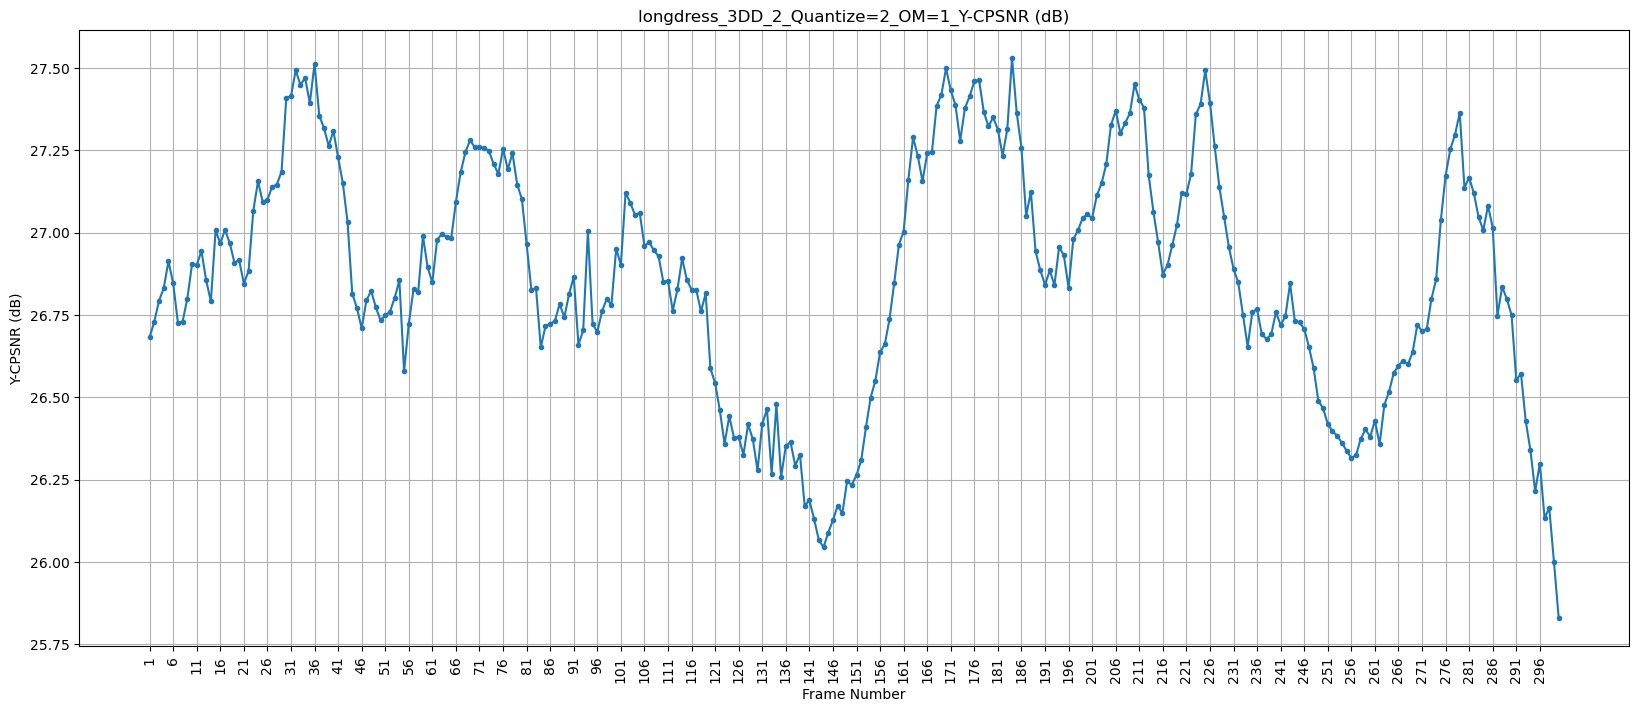 longdress_3DD_2_Quantize=2_OM=1_Y-CPSNR (dB)
27.50
27.25
27.00
26.75
26.50
26.25
26.00
25.75
Y-CPSNR (dB)
1 6 11 16 21 26 31 36 41 46 51 56 61 66 71 76 81 86 91 96 101 106 111 116 121 126 131 136 141 146 151 156 161 166 171 176 181 186 191 196 201 206 211 216 221 226 231 236 241 246 251 256 261 266 271 276 281 286 291 296
Frame Number